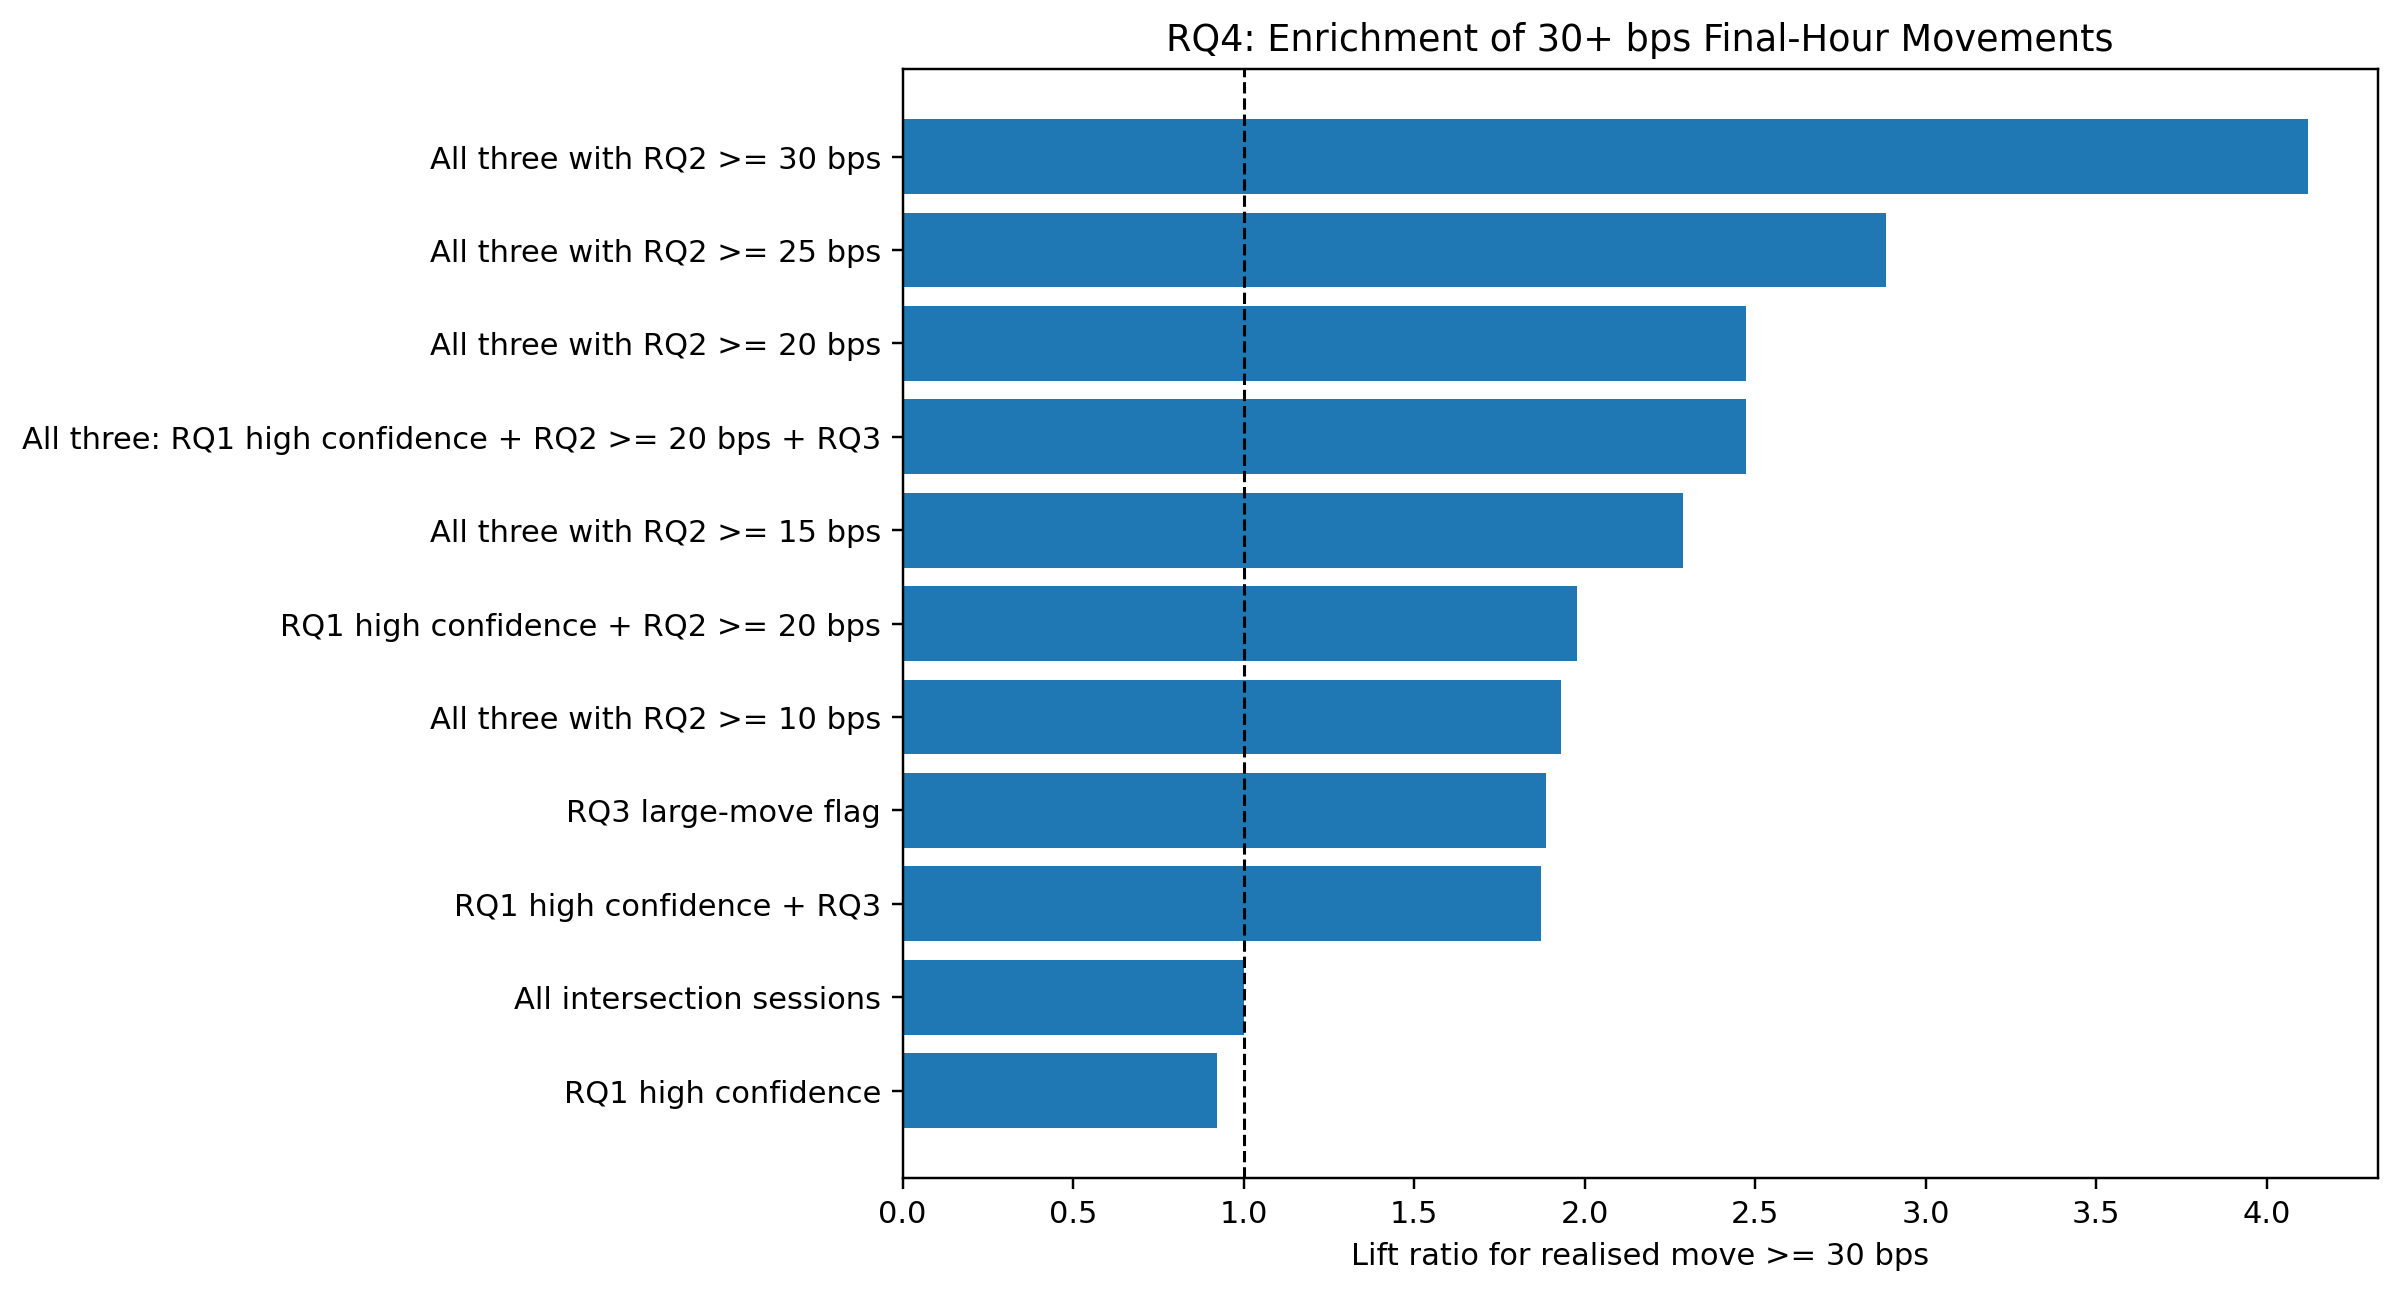 RQ4: Enrichment of 30+ bps Final-Hour Movements
All three with RQ2 >= 30 bps
All three with RQ2 >= 25 bps
All three with RQ2 >= 20 bps
All three: RQ1 high confidence + RQ2 >= 20 bps + RQ3
All three with RQ2 >= 15 bps
RQ1 high confidence + RQ2 >= 20 bps
All three with RQ2 >= 10 bps
RQ3 large-move flag
RQ1 high confidence + RQ3
All intersection sessions
RQ1 high confidence
0.0 0.5 1.0 1.5 2.0 2.5 3.0 3.5 4.0
Lift ratio for realised move >= 30 bps